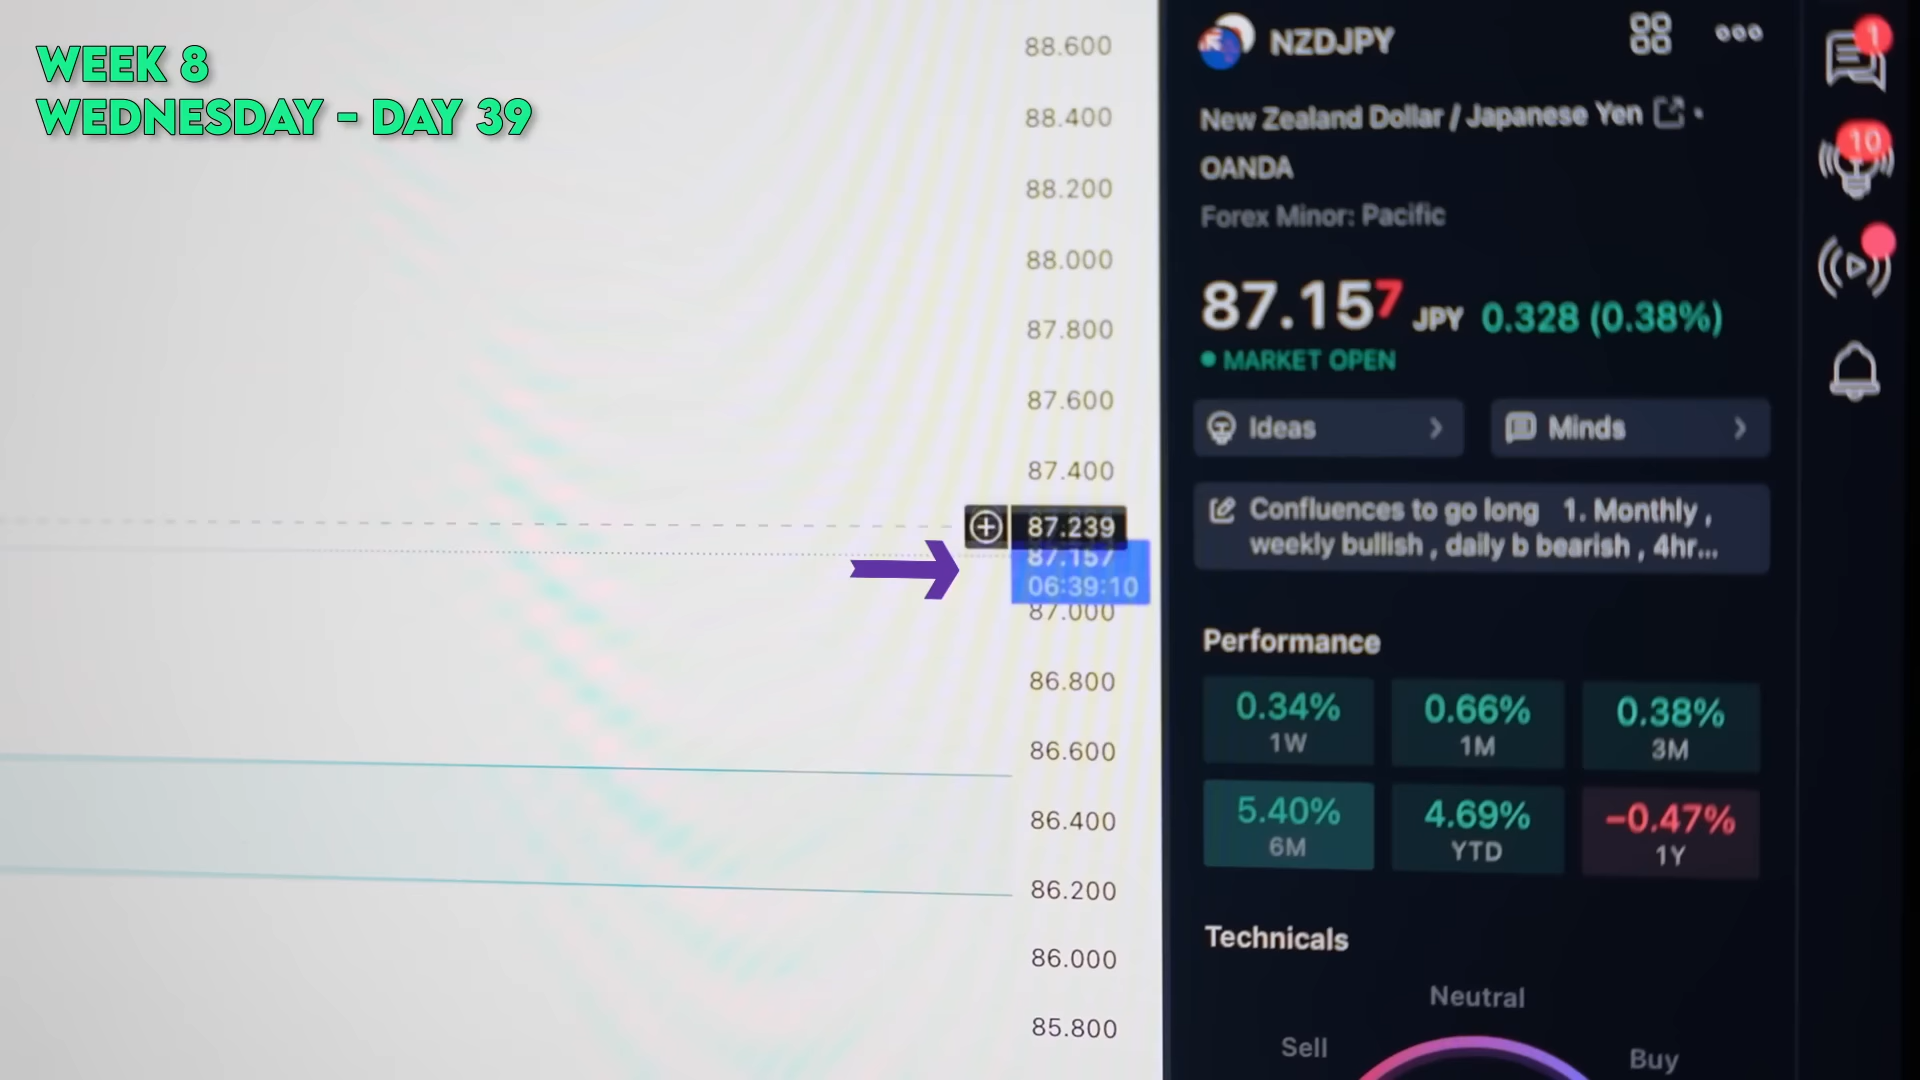 WEEK 8
WEDNESDAY - DAY 39
88.600
88.400
88.200
88.000
87.800
87.600
87.400
87.239
87.157
06:39:10
87.000
86.800
86.600
86.400
86.200
86.000
85.800
NZDJPY
New Zealand Dollar / Japanese Yen
OANDA
Forex Minor: Pacific
87.157 JPY 0.328 (0.38%)
MARKET OPEN
Ideas
Minds
Confluences to go long 1. Monthly ,
weekly bullish , daily b bearish , 4hr...
Performance
0.34%
1W
0.66%
1M
0.38%
3M
5.40%
6M
4.69%
YTD
−0.47%
1Y
Technicals
Neutral
Sell
Buy
1
10